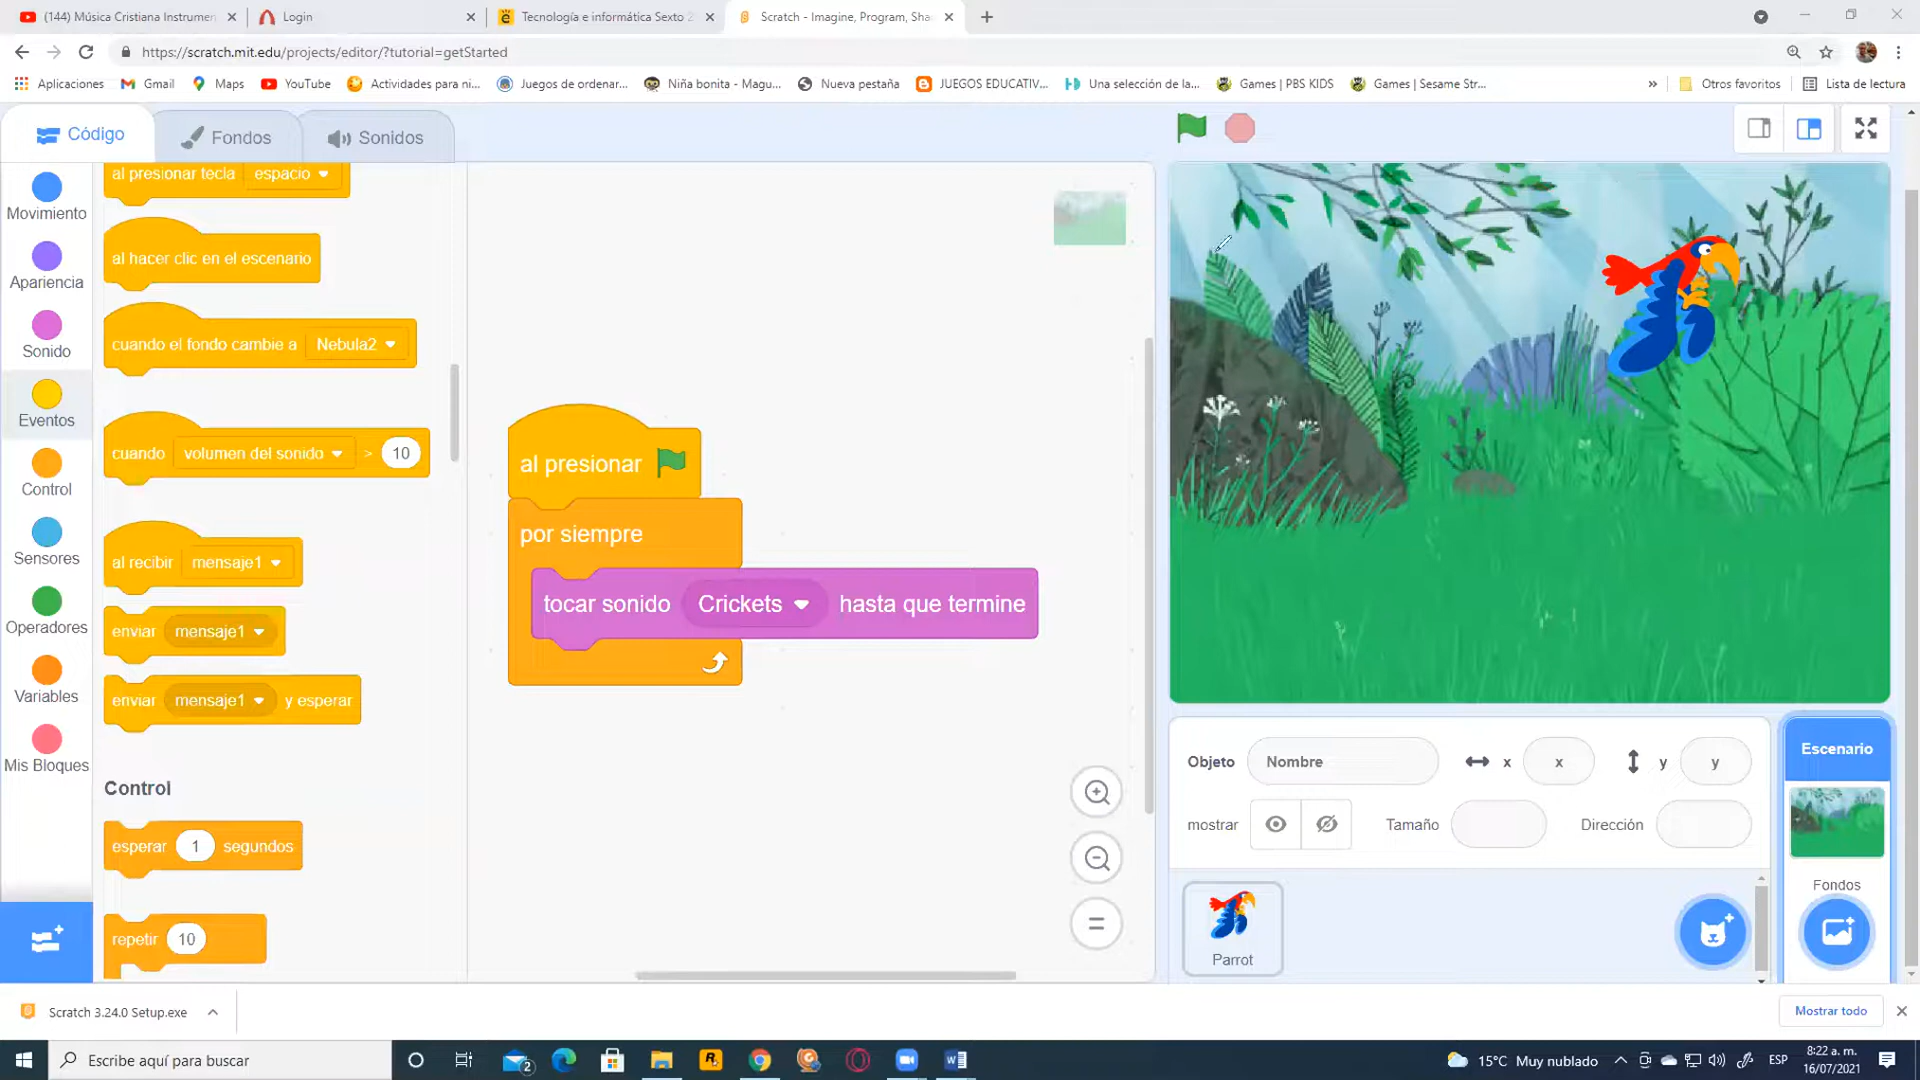 (144) Música Cristiana Instrumen
Login
Tecnología e informática Sexto 2
Scratch - Imagine, Program, Sha
https://scratch.mit.edu/projects/editor/?tutorial=getStarted
Aplicaciones
Gmail
Maps
YouTube
Actividades para ni...
Juegos de ordenar...
Niña bonita - Magu...
Nueva pestaña
JUEGOS EDUCATIV...
Una selección de la...
Games | PBS KIDS
Games | Sesame Str...
»
Otros favoritos
Lista de lectura
Código
Fondos
Sonidos
Movimiento
Apariencia
Sonido
Eventos
Control
Sensores
Operadores
Variables
Mis Bloques
al presionar tecla espacio
al hacer clic en el escenario
cuando el fondo cambie a Nebula2
cuando volumen del sonido > 10
al recibir mensaje1
enviar mensaje1
enviar mensaje1 y esperar
Control
esperar 1 segundos
repetir 10
al presionar
por siempre
tocar sonido Crickets hasta que termine
Objeto Nombre x x y y
mostrar Tamaño Dirección
Parrot
Escenario
Fondos
Scratch 3.24.0 Setup.exe
Mostrar todo
Escribe aquí para buscar
2
15°C Muy nublado
ESP
8:22 a. m.
16/07/2021